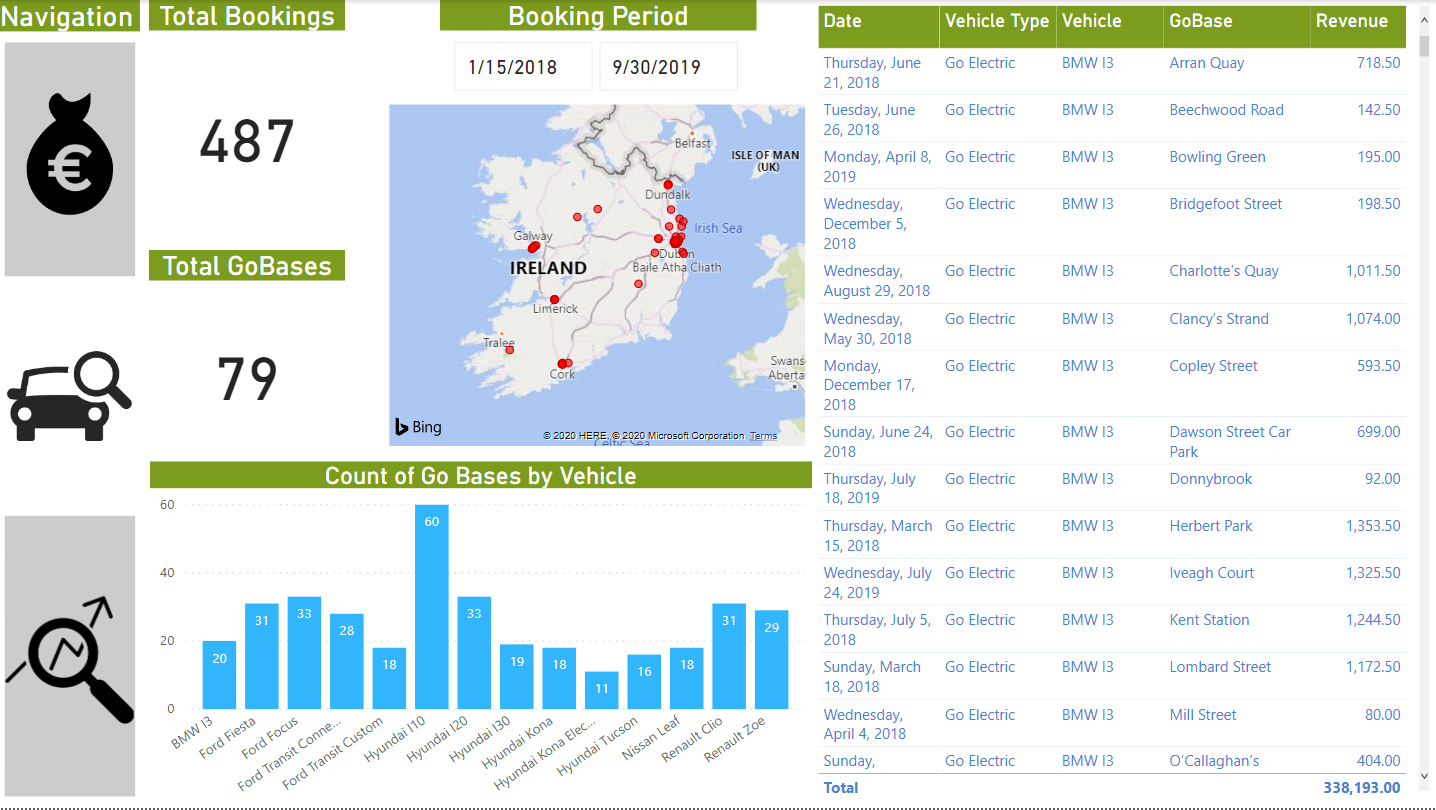 Navigation
Total Bookings
487
Total GoBases
79
Booking Period
1/15/2018
9/30/2019
Belfast
ISLE OF MAN
(UK)
Dundalk
Irish Sea
Galway
Dublin
Baile Atha Cliath
IRELAND
Limerick
Tralee
Swans
Aberta
Cork
Bing
© 2020 HERE, © 2020 Microsoft Corporation Terms
Celtic Sea
Count of Go Bases by Vehicle
60
40
20
0
20
31
33
28
18
60
33
19
18
11
16
18
31
29
BMW I3
Ford Fiesta
Ford Focus
Ford Transit Conne...
Ford Transit Custom
Hyundai I10
Hyundai I20
Hyundai I30
Hyundai Kona
Hyundai Kona Elec...
Hyundai Tucson
Nissan Leaf
Renault Clio
Renault Zoe
Date Vehicle Type Vehicle GoBase Revenue
Thursday, June Go Electric BMW I3 Arran Quay 718.50
21, 2018
Tuesday, June Go Electric BMW I3 Beechwood Road 142.50
26, 2018
Monday, April 8, Go Electric BMW I3 Bowling Green 195.00
2019
Wednesday, Go Electric BMW I3 Bridgefoot Street 198.50
December 5,
2018
Wednesday, Go Electric BMW I3 Charlotte's Quay 1,011.50
August 29, 2018
Wednesday, Go Electric BMW I3 Clancy's Strand 1,074.00
May 30, 2018
Monday, Go Electric BMW I3 Copley Street 593.50
December 17,
2018
Sunday, June 24, Go Electric BMW I3 Dawson Street Car 699.00
2018 Park
Thursday, July Go Electric BMW I3 Donnybrook 92.00
18, 2019
Thursday, March Go Electric BMW I3 Herbert Park 1,353.50
15, 2018
Wednesday, July Go Electric BMW I3 Iveagh Court 1,325.50
24, 2019
Thursday, July 5, Go Electric BMW I3 Kent Station 1,244.50
2018
Sunday, March Go Electric BMW I3 Lombard Street 1,172.50
18, 2018
Wednesday, Go Electric BMW I3 Mill Street 80.00
April 4, 2018
Sunday, Go Electric BMW I3 O'Callaghan's 404.00
Total 338,193.00